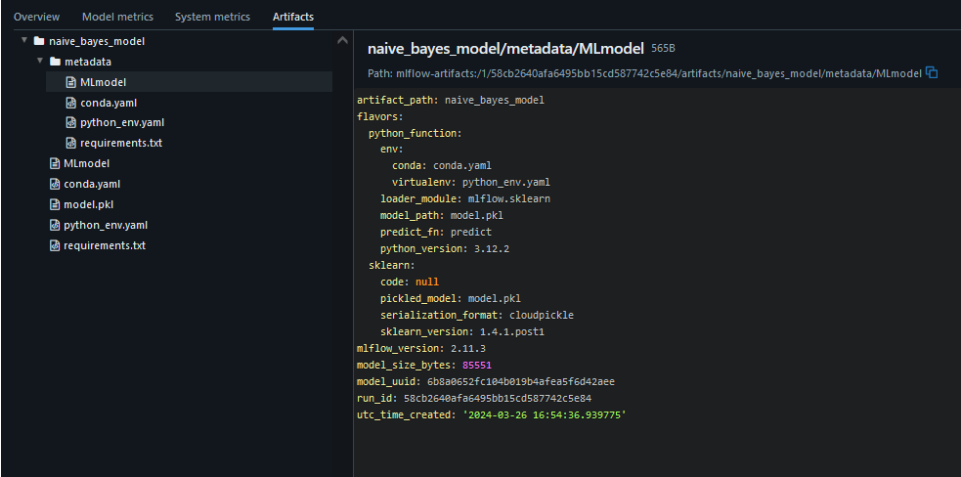 Overview Model metrics System metrics Artifacts
naive_bayes_model
metadata
MLmodel
conda.yaml
python_env.yaml
requirements.txt
MLmodel
conda.yaml
model.pkl
python_env.yaml
requirements.txt
naive_bayes_model/metadata/MLmodel 565B
Path: mlflow-artifacts:/1/58cb2640afa6495bb15cd587742c5e84/artifacts/naive_bayes_model/metadata/MLmodel
artifact_path: naive_bayes_model
flavors:
  python_function:
    env:
      conda: conda.yaml
      virtualenv: python_env.yaml
    loader_module: mlflow.sklearn
    model_path: model.pkl
    predict_fn: predict
    python_version: 3.12.2
  sklearn:
    code: null
    pickled_model: model.pkl
    serialization_format: cloudpickle
    sklearn_version: 1.4.1.post1
mlflow_version: 2.11.3
model_size_bytes: 85551
model_uuid: 6b8a0652fc104b019b4afea5f6d42aee
run_id: 58cb2640afa6495bb15cd587742c5e84
utc_time_created: '2024-03-26 16:54:36.939775'